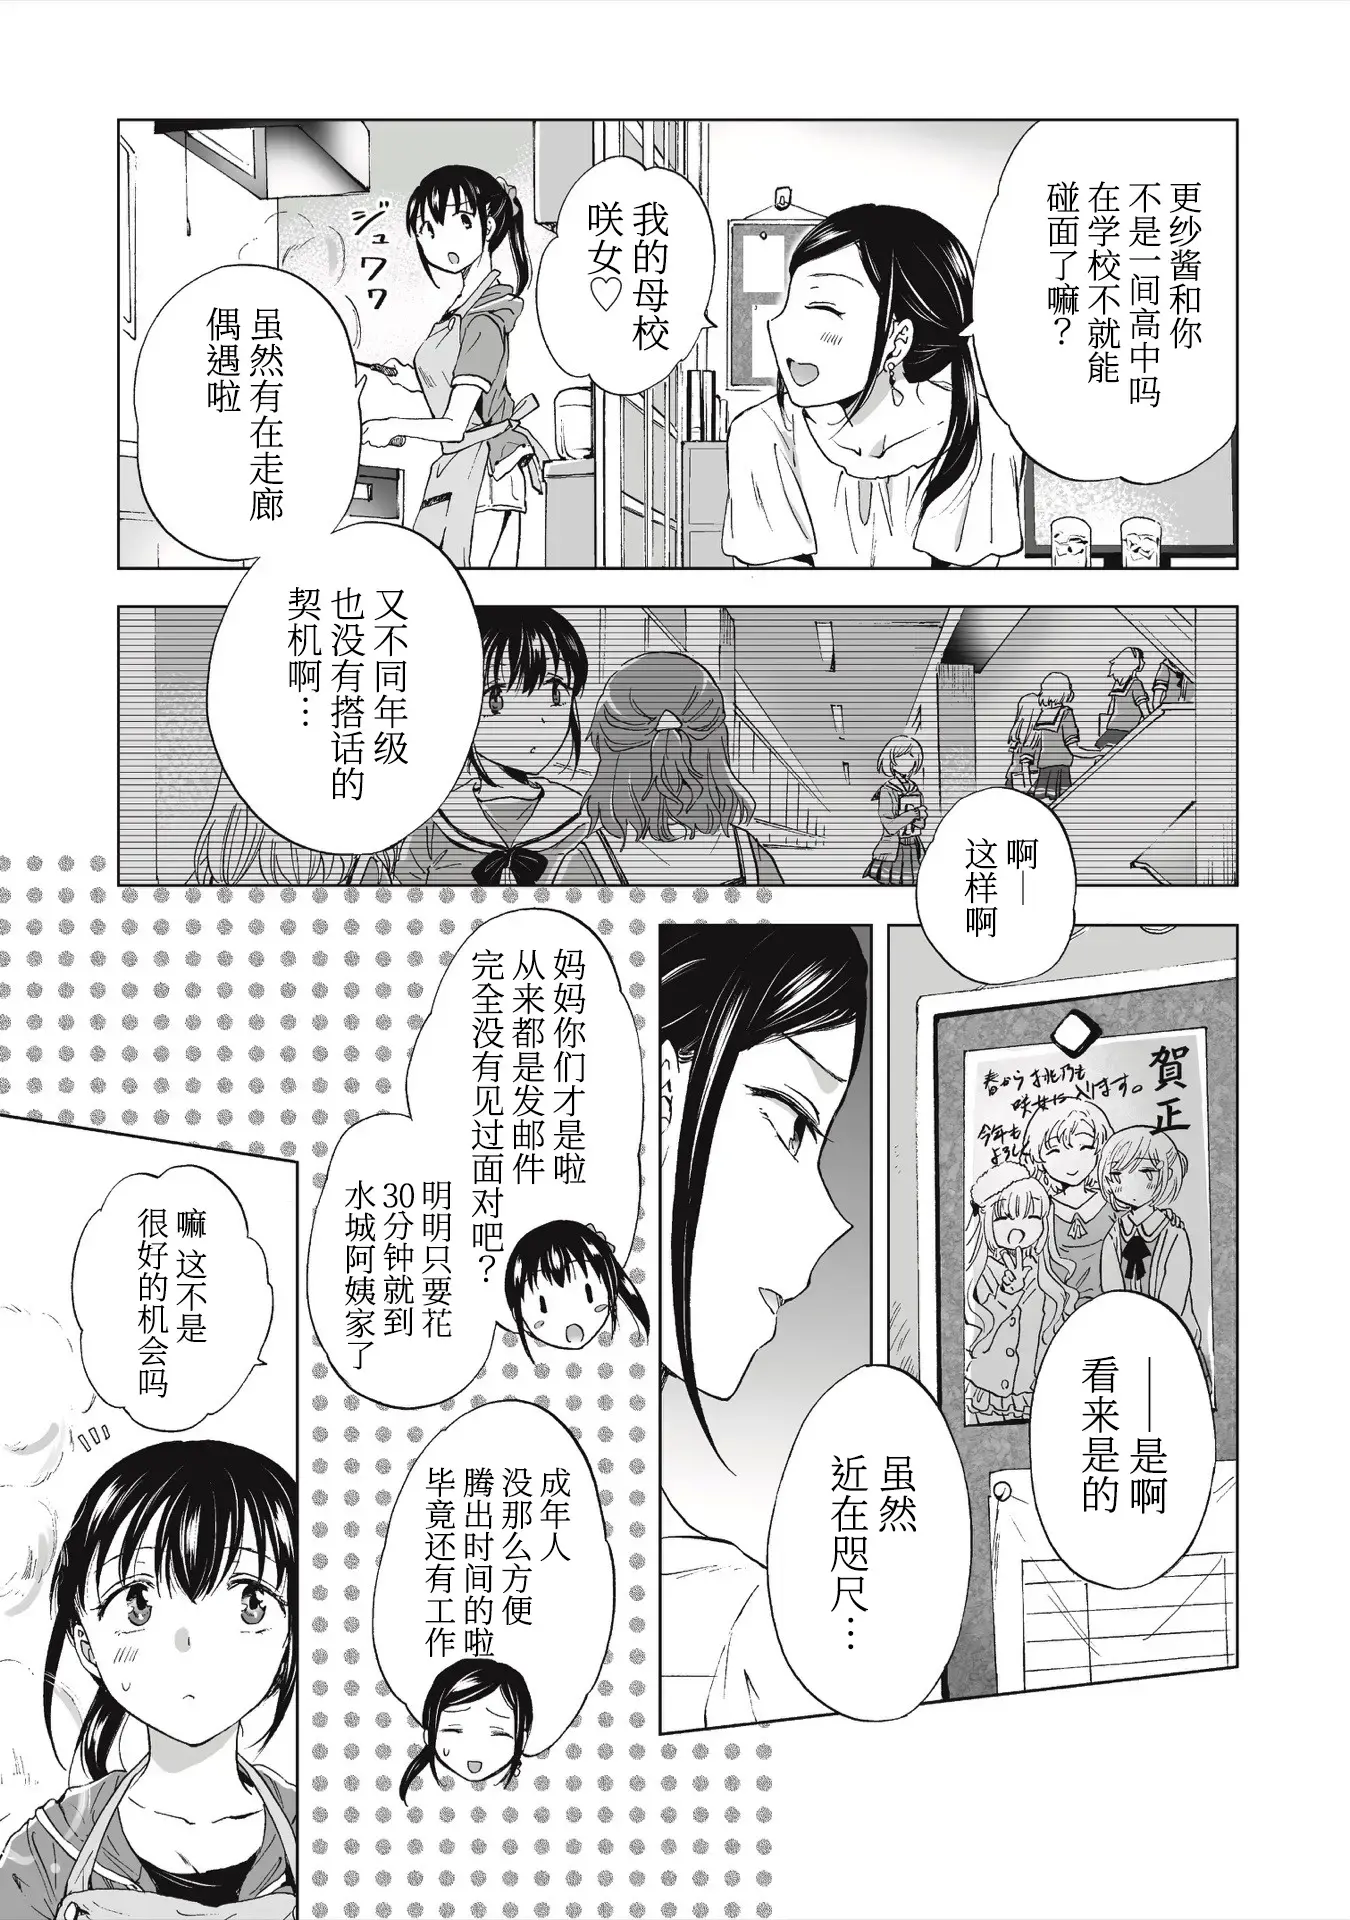 更纱酱和你
不是一间高中吗
在学校不就能
碰面了嘛？
我的母校
咲女♡
ジュワワ
虽然有在走廊
偶遇啦
又不同年级
也没有搭话的
契机啊…
啊—
这样啊
賀正
春から桃乃も
咲女に入ります。
今年も
よろしく
——是啊
看来是的
虽然
近在咫尺…
妈妈你们才是啦
从来都是发邮件
完全没有见过面对吧？
明明只要花
30分钟就到
水城阿姨家了
成年人
没那么方便
腾出时间的啦
毕竟还有工作
嘛 这不是
很好的机会吗